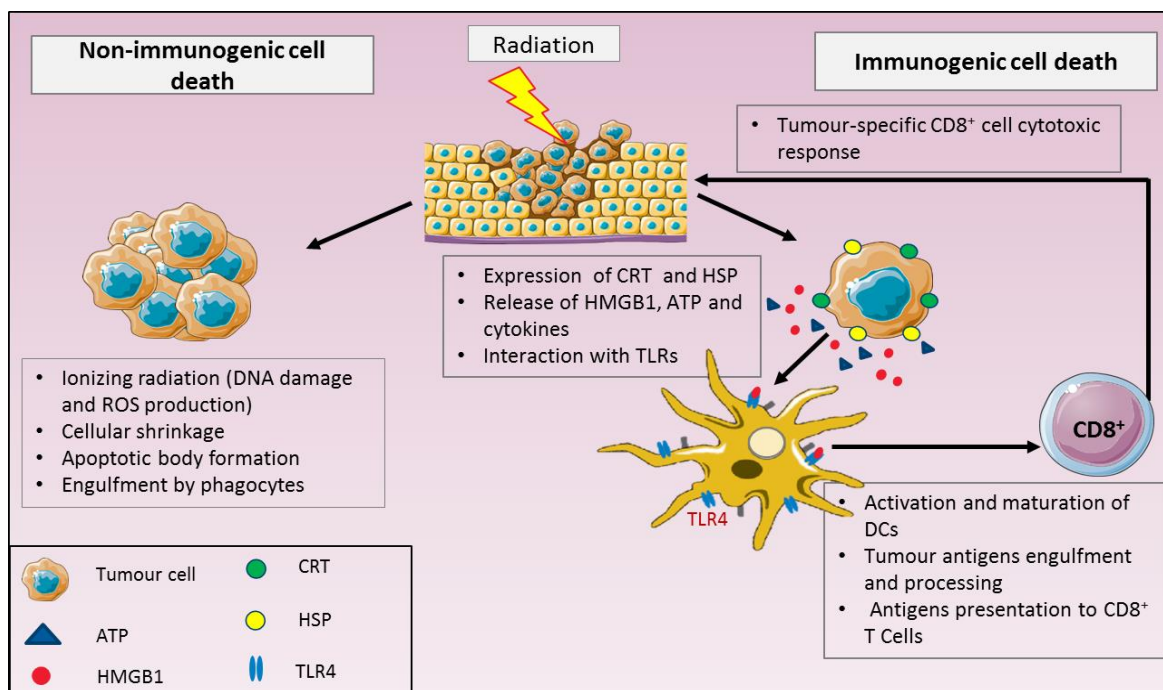 Non-immunogenic cell
death
Radiation
Immunogenic cell death
• Tumour-specific CD8⁺ cell cytotoxic
response
• Expression of CRT and HSP
• Release of HMGB1, ATP and
cytokines
• Interaction with TLRs
• Ionizing radiation (DNA damage
and ROS production)
• Cellular shrinkage
• Apoptotic body formation
• Engulfment by phagocytes
CD8⁺
TLR4
• Activation and maturation of
DCs
• Tumour antigens engulfment
and processing
• Antigens presentation to CD8⁺
T Cells
Tumour cell
CRT
ATP
HSP
HMGB1
TLR4